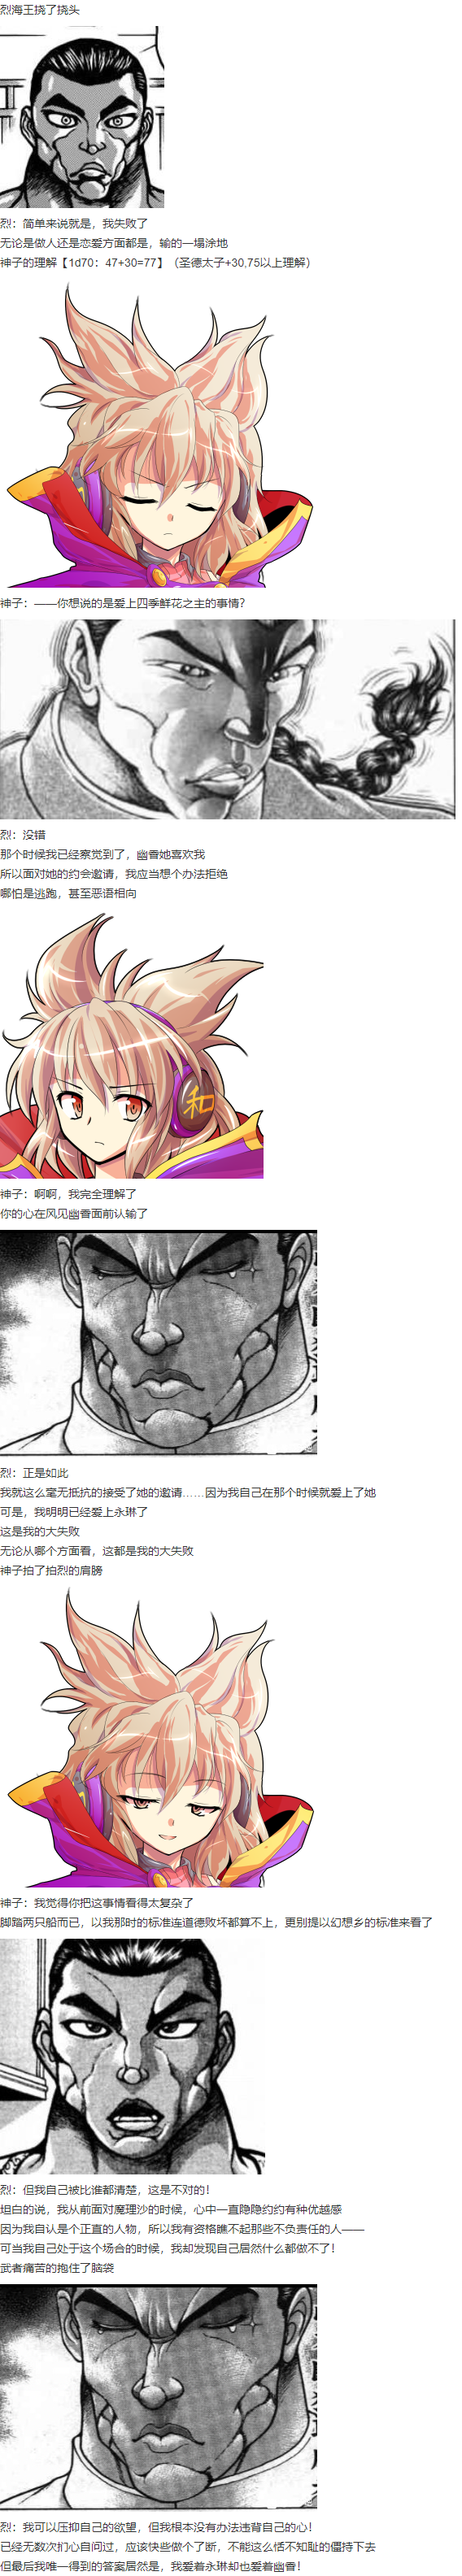 烈海王挠了挠头
烈：简单来说就是，我失败了
无论是做人还是恋爱方面都是，输的一塌涂地
神子的理解【1d70：47+30=77】（圣德太子+30,75以上理解）
神子：——你想说的是爱上四季鲜花之主的事情？
烈：没错
那个时候我已经察觉到了，幽香她喜欢我
所以面对她的约会邀请，我应当想个办法拒绝
哪怕是逃跑，甚至恶语相向
和
神子：啊啊，我完全理解了
你的心在风见幽香面前认输了
烈：正是如此
我就这么毫无抵抗的接受了她的邀请……因为我自己在那个时候就爱上了她
可是，我明明已经爱上永琳了
这是我的大失败
无论从哪个方面看，这都是我的大失败
神子拍了拍烈的肩膀
神子：我觉得你把这事情看得太复杂了
脚踏两只船而已，以我那时的标准连道德败坏都算不上，更别提以幻想乡的标准来看了
烈：但我自己被比谁都清楚，这是不对的！
坦白的说，我从前面对魔理沙的时候，心中一直隐隐约约有种优越感
因为我自认是个正直的人物，所以我有资格瞧不起那些不负责任的人——
可当我自己处于这个场合的时候，我却发现自己居然什么都做不了！
武者痛苦的抱住了脑袋
烈：我可以压抑自己的欲望，但我根本没有办法违背自己的心！
已经无数次扪心自问过，应该快些做个了断，不能这么恬不知耻的僵持下去
但最后我唯一得到的答案居然是，我爱着永琳却也爱着幽香！